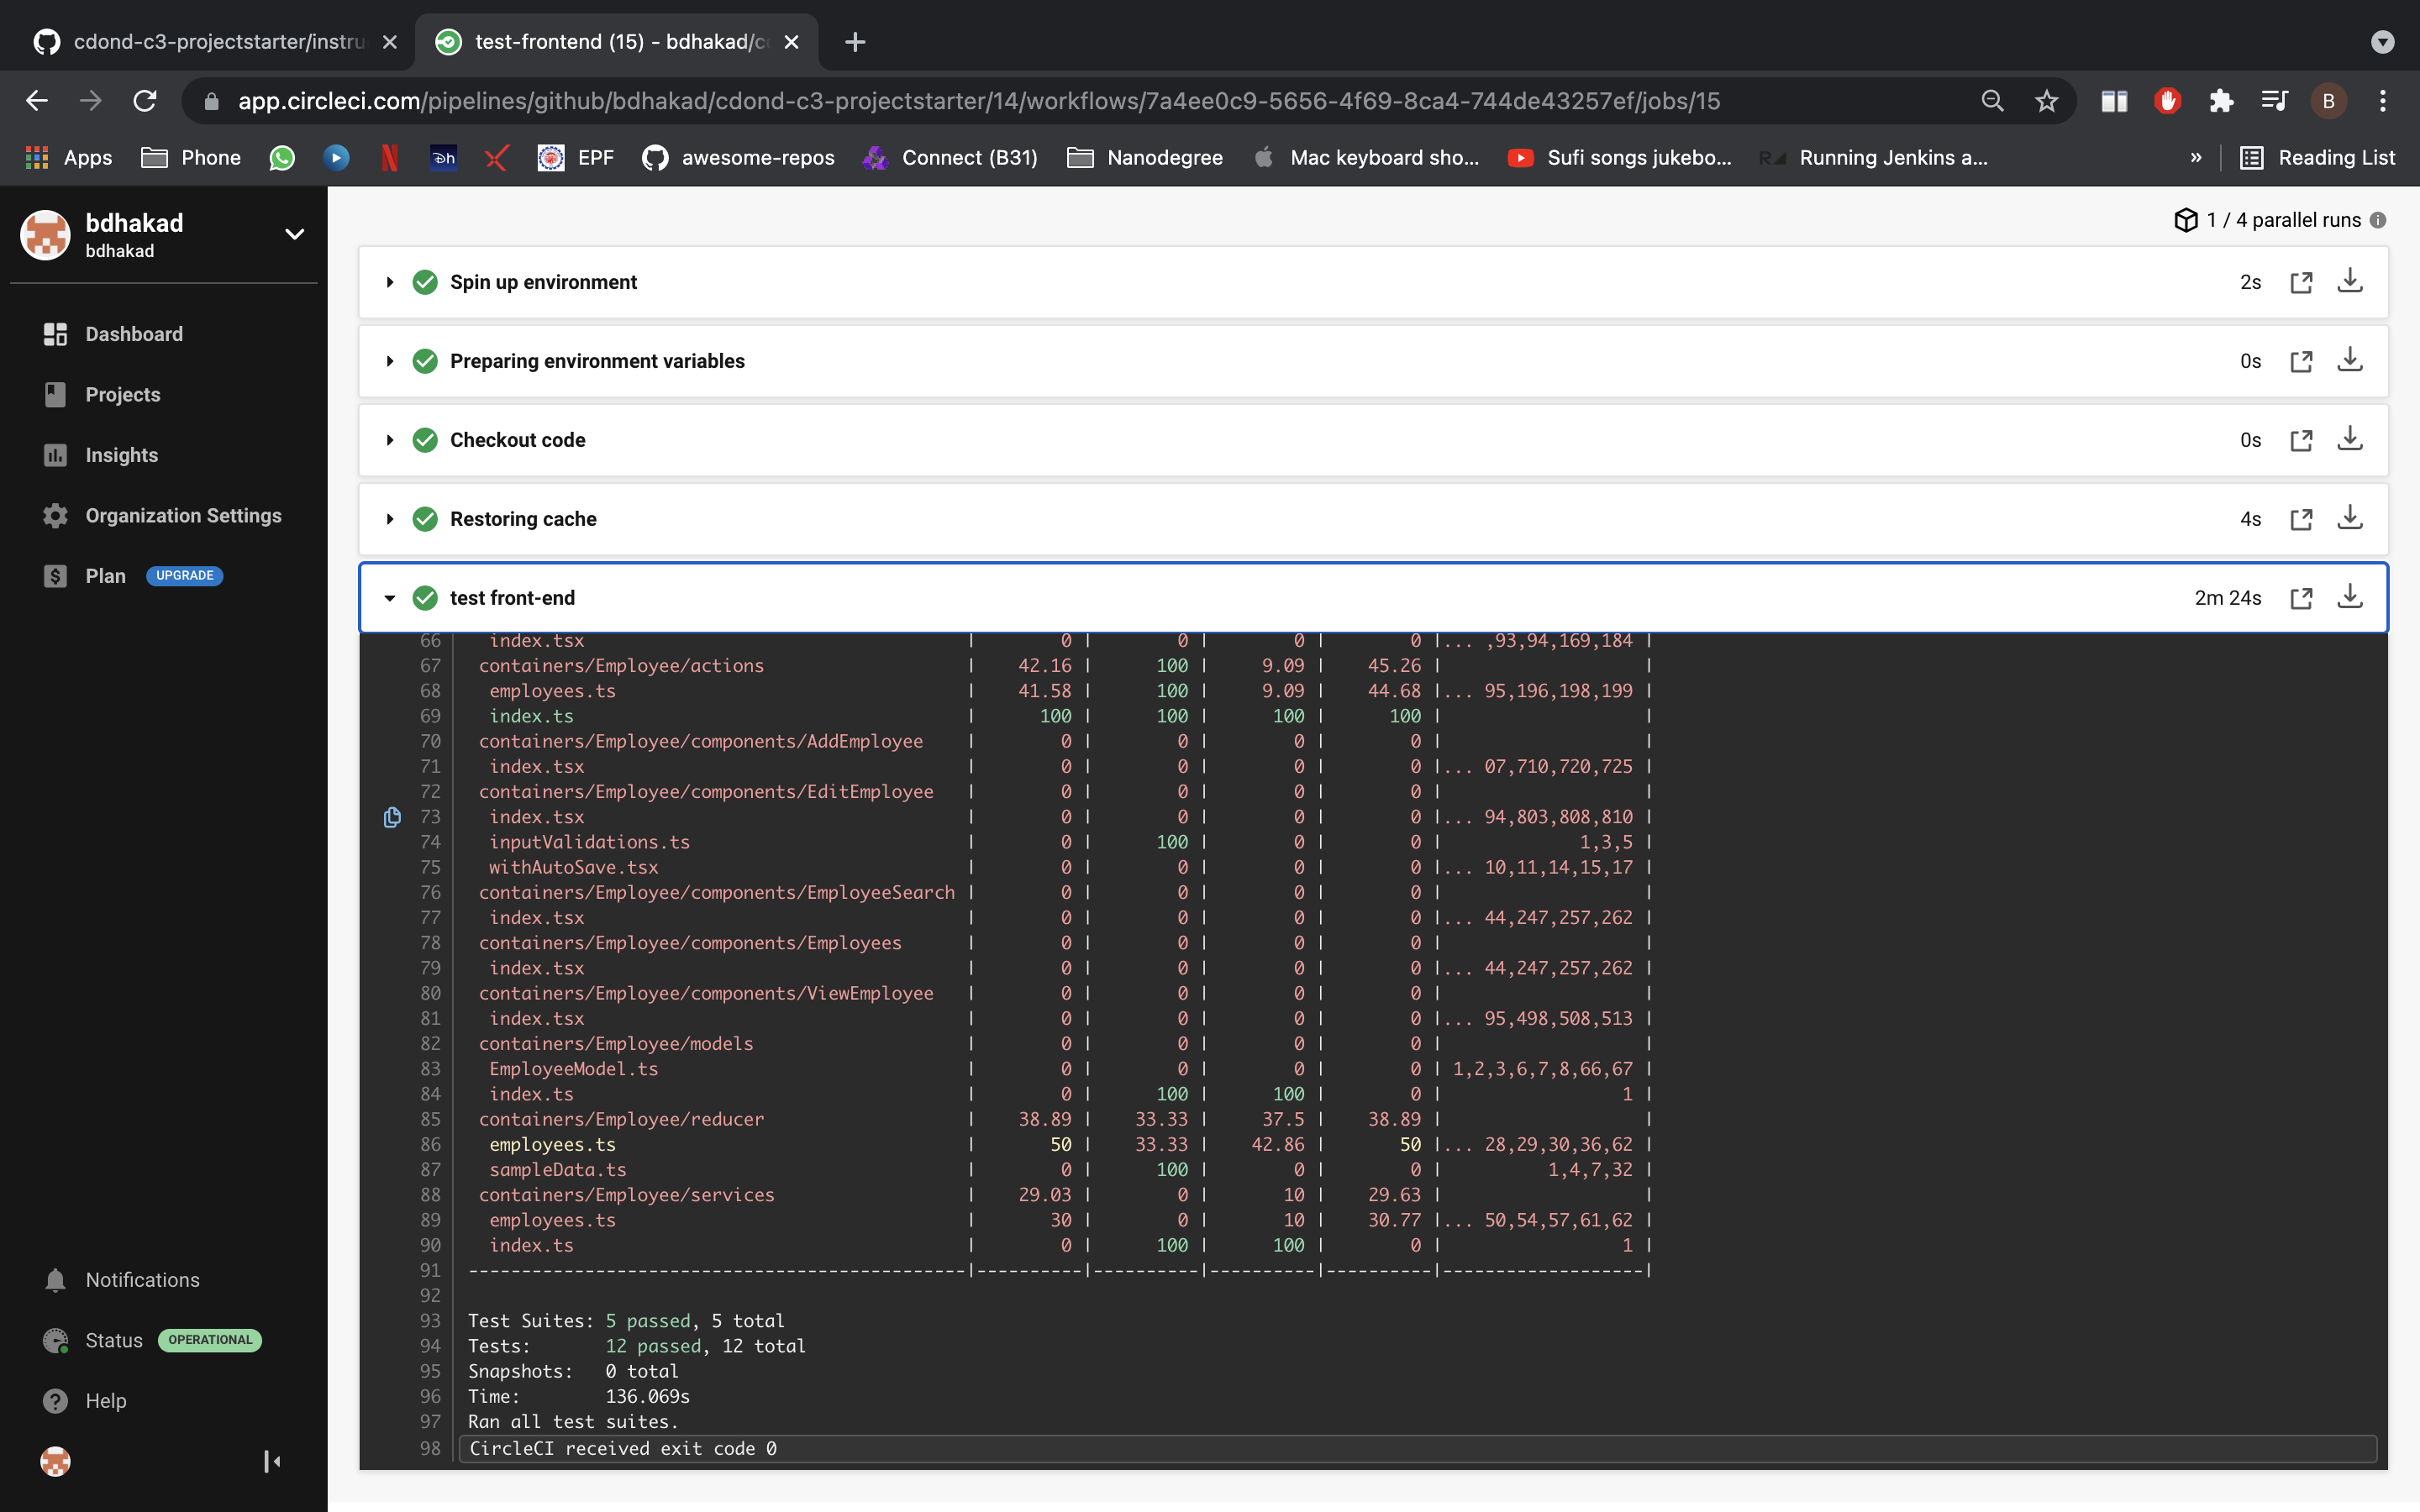 cdond-c3-projectstarter/instru
test-frontend (15) - bdhakad/c
app.circleci.com/pipelines/github/bdhakad/cdond-c3-projectstarter/14/workflows/7a4ee0c9-5656-4f69-8ca4-744de43257ef/jobs/15
B
Apps Phone EPF awesome-repos Connect (B31) Nanodegree Mac keyboard sho... Sufi songs jukebo... Running Jenkins a... » Reading List
bdhakad
bdhakad
Dashboard
Projects
Insights
Organization Settings
Plan UPGRADE
Notifications
Status OPERATIONAL
Help
1 / 4 parallel runs
Spin up environment 2s
Preparing environment variables 0s
Checkout code 0s
Restoring cache 4s
test front-end 2m 24s
66 index.tsx | 0 | 0 | 0 | 0 |... ,93,94,169,184 |
67 containers/Employee/actions | 42.16 | 100 | 9.09 | 45.26 | |
68 employees.ts | 41.58 | 100 | 9.09 | 44.68 |... 95,196,198,199 |
69 index.ts | 100 | 100 | 100 | 100 | |
70 containers/Employee/components/AddEmployee | 0 | 0 | 0 | 0 | |
71 index.tsx | 0 | 0 | 0 | 0 |... 07,710,720,725 |
72 containers/Employee/components/EditEmployee | 0 | 0 | 0 | 0 | |
73 index.tsx | 0 | 0 | 0 | 0 |... 94,803,808,810 |
74 inputValidations.ts | 0 | 100 | 0 | 0 | 1,3,5 |
75 withAutoSave.tsx | 0 | 0 | 0 | 0 |... 10,11,14,15,17 |
76 containers/Employee/components/EmployeeSearch | 0 | 0 | 0 | 0 | |
77 index.tsx | 0 | 0 | 0 | 0 |... 44,247,257,262 |
78 containers/Employee/components/Employees | 0 | 0 | 0 | 0 | |
79 index.tsx | 0 | 0 | 0 | 0 |... 44,247,257,262 |
80 containers/Employee/components/ViewEmployee | 0 | 0 | 0 | 0 | |
81 index.tsx | 0 | 0 | 0 | 0 |... 95,498,508,513 |
82 containers/Employee/models | 0 | 0 | 0 | 0 | |
83 EmployeeModel.ts | 0 | 0 | 0 | 0 | 1,2,3,6,7,8,66,67 |
84 index.ts | 0 | 100 | 100 | 0 | 1 |
85 containers/Employee/reducer | 38.89 | 33.33 | 37.5 | 38.89 | |
86 employees.ts | 50 | 33.33 | 42.86 | 50 |... 28,29,30,36,62 |
87 sampleData.ts | 0 | 100 | 0 | 0 | 1,4,7,32 |
88 containers/Employee/services | 29.03 | 0 | 10 | 29.63 | |
89 employees.ts | 30 | 0 | 10 | 30.77 |... 50,54,57,61,62 |
90 index.ts | 0 | 100 | 100 | 0 | 1 |
91 -----------------------------------------------|----------|----------|----------|----------|-------------------|
92
93 Test Suites: 5 passed, 5 total
94 Tests: 12 passed, 12 total
95 Snapshots: 0 total
96 Time: 136.069s
97 Ran all test suites.
98 CircleCI received exit code 0